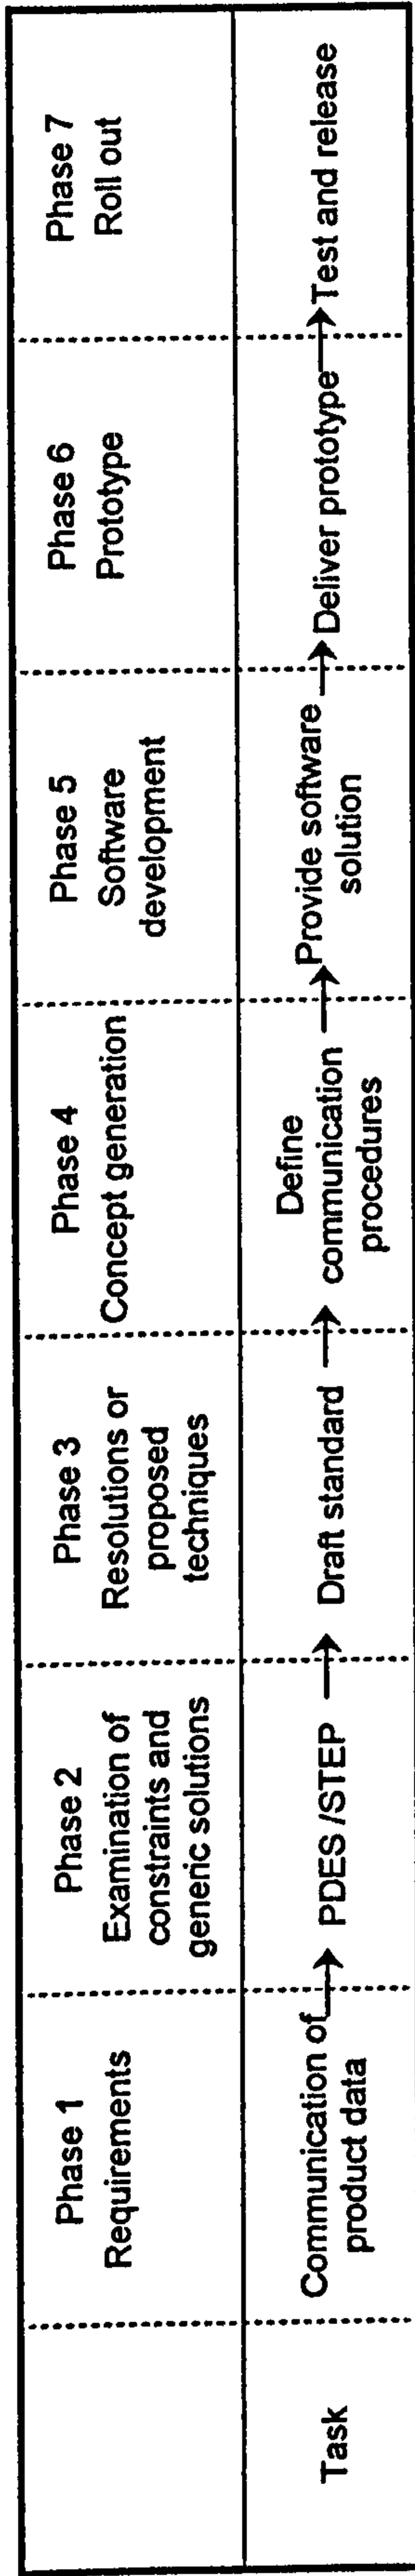 Phase 1
Requirements
Phase 2
Examination of
constraints and
generic solutions
Phase 3
Resolutions or
proposed
techniques
Phase 4
Concept generation
Phase 5
Software
development
Phase 6
Prototype
Phase 7
Roll out
Task
Communication of
product data
PDES /STEP
Draft standard
Define
communication
procedures
Provide software
solution
Deliver prototype
Test and release